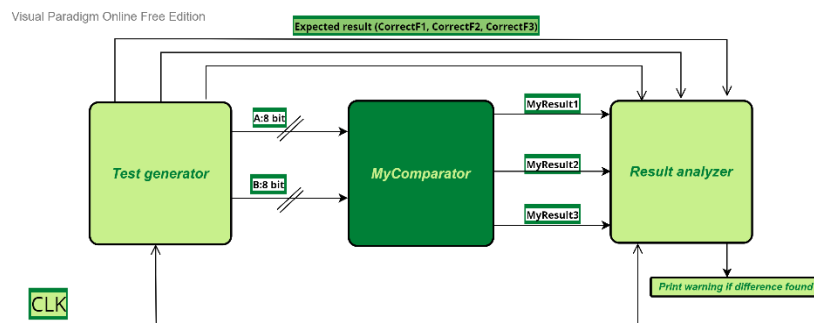 Visual Paradigm Online Free Edition
Expected result (CorrectF1, CorrectF2, CorrectF3)
A:8 bit
MyResult1
Test generator
MyComparator
MyResult2
Result analyzer
B:8 bit
MyResult3
Print warning if difference found
CLK